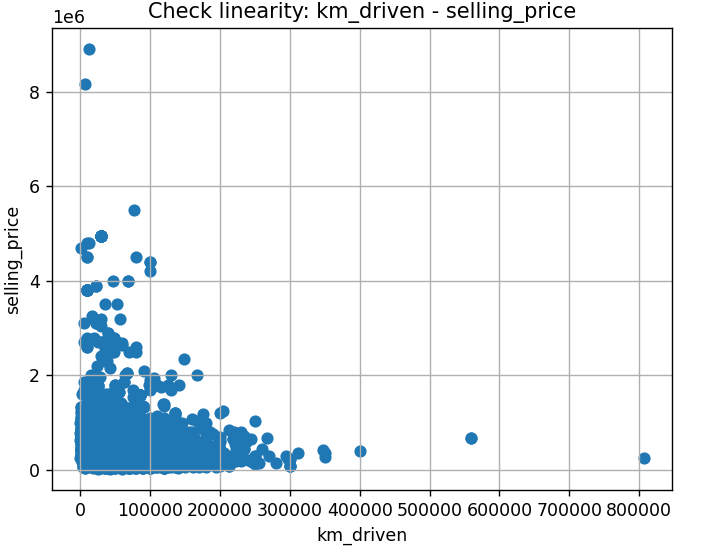 Check linearity: km_driven - selling_price
1e6
8
6
4
2
0
selling_price
0 100000 200000 300000 400000 500000 600000 700000 800000
km_driven